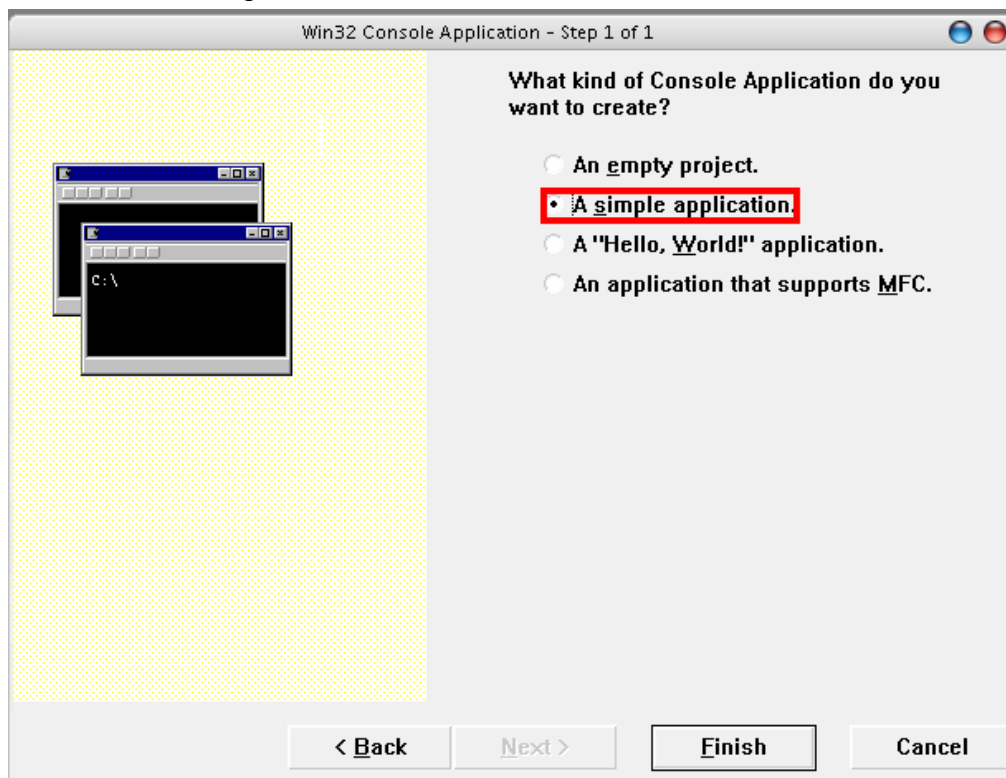 Win32 Console Application - Step 1 of 1
What kind of Console Application do you
want to create?
An empty project.
A simple application.
A "Hello, World!" application.
An application that supports MFC.
C:\
< Back Next > Finish Cancel